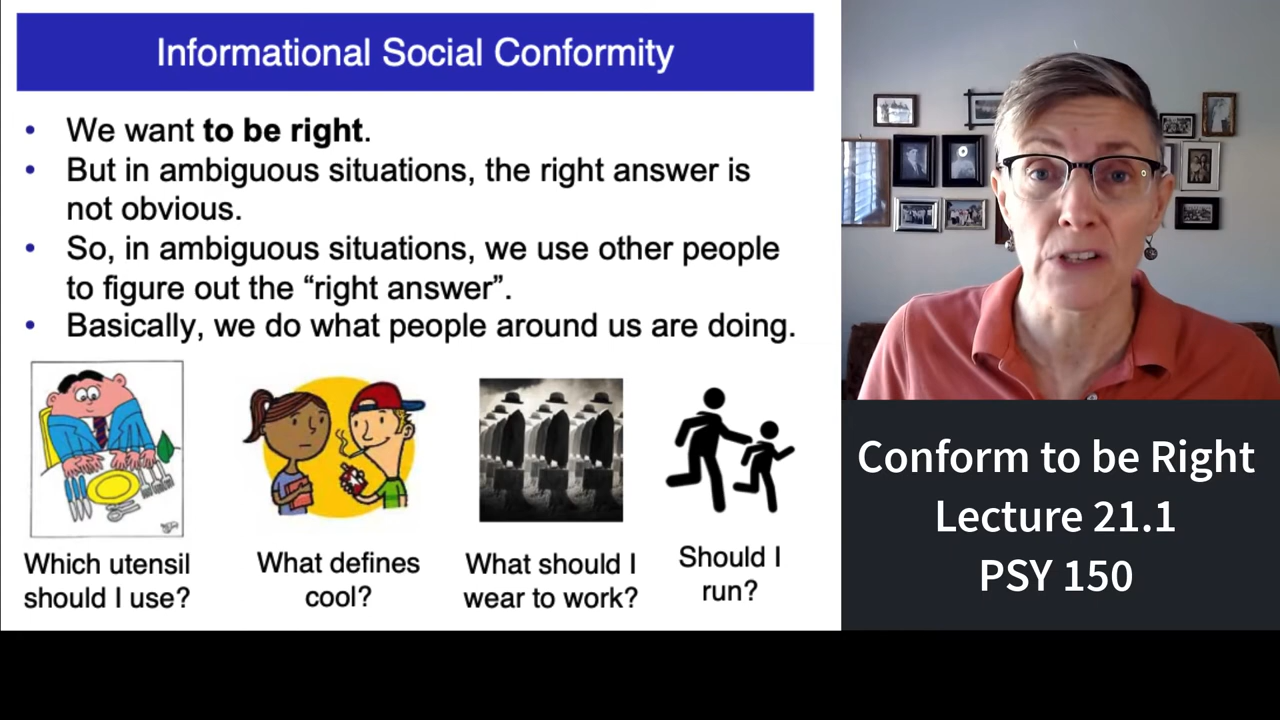 Informational Social Conformity
• We want to be right.
• But in ambiguous situations, the right answer is
not obvious.
• So, in ambiguous situations, we use other people
to figure out the “right answer”.
• Basically, we do what people around us are doing.
Which utensil
should I use?
What defines
cool?
What should I
wear to work?
Should I
run?
Conform to be Right
Lecture 21.1
PSY 150